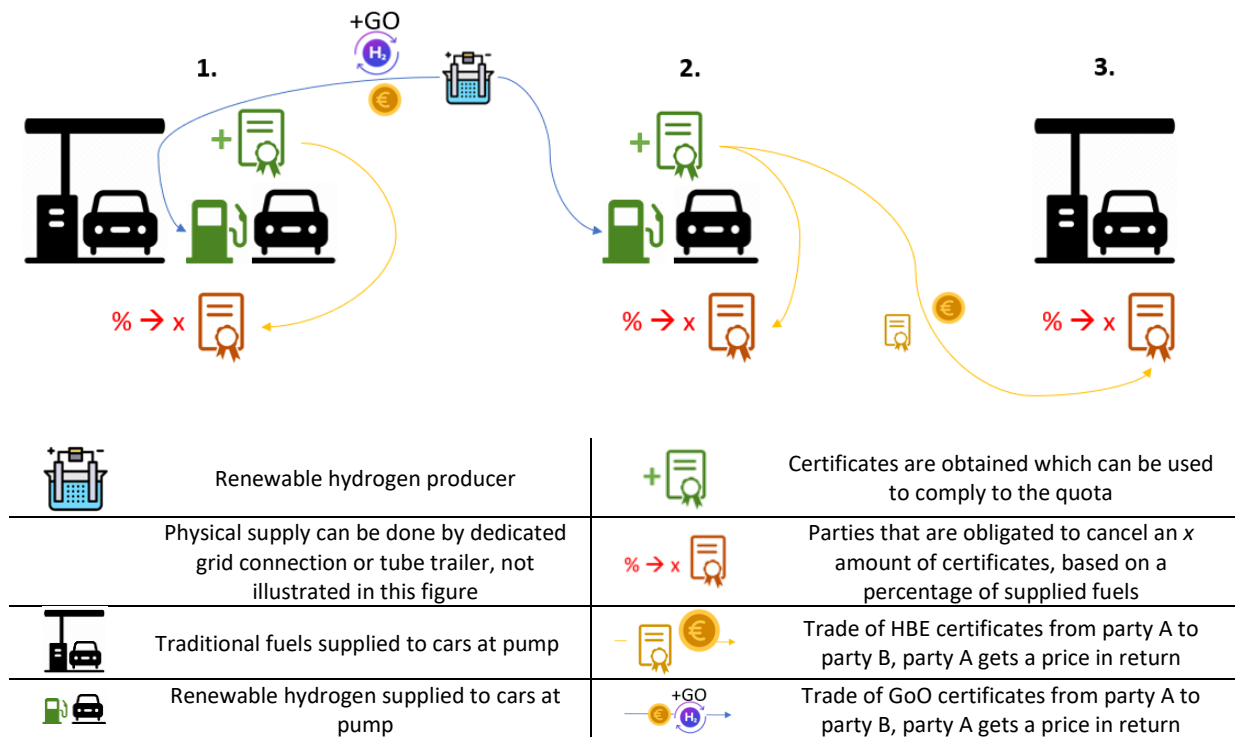 +GO
H₂
1.
2.
3.
+ -
€
+
+
% → x
% → x
€
% → x
+ -
Renewable hydrogen producer
+
Certificates are obtained which can be used
to comply to the quota
Physical supply can be done by dedicated
grid connection or tube trailer, not
illustrated in this figure
% → x
Parties that are obligated to cancel an x
amount of certificates, based on a
percentage of supplied fuels
Traditional fuels supplied to cars at pump
€
Trade of HBE certificates from party A to
party B, party A gets a price in return
Renewable hydrogen supplied to cars at
pump
+GO
€ H₂
Trade of GoO certificates from party A to
party B, party A gets a price in return